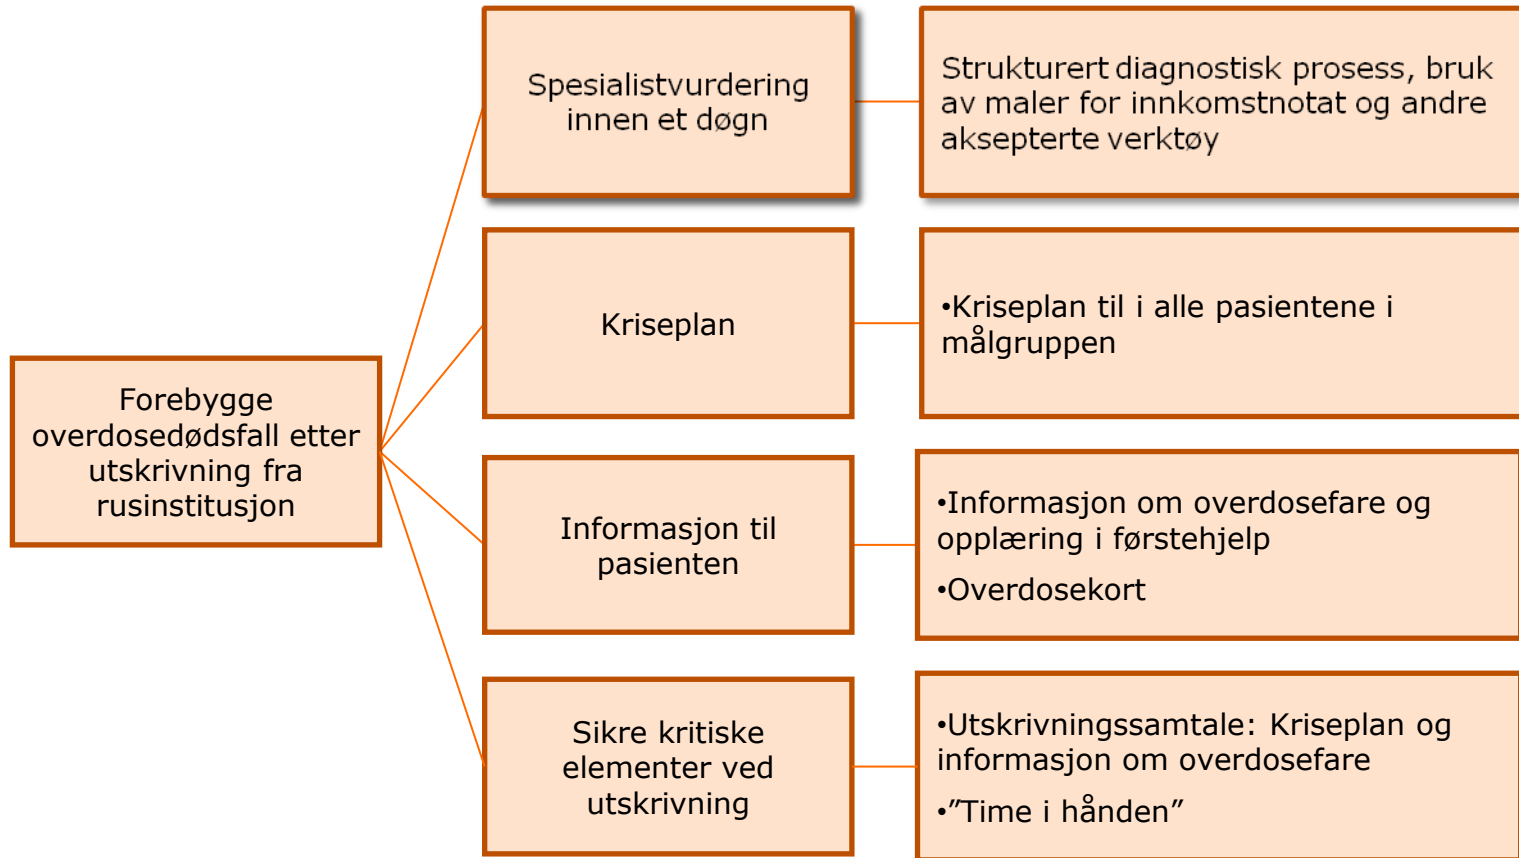 Spesialistvurdering
innen et døgn
Strukturert diagnostisk prosess, bruk
av maler for innkomstnotat og andre
aksepterte verktøy
Kriseplan
•Kriseplan til i alle pasientene i
målgruppen
Forebygge
overdosedødsfall etter
utskrivning fra
rusinstitusjon
Informasjon til
pasienten
•Informasjon om overdosefare og
opplæring i førstehjelp
•Overdosekort
Sikre kritiske
elementer ved
utskrivning
•Utskrivningssamtale: Kriseplan og
informasjon om overdosefare
•”Time i hånden”